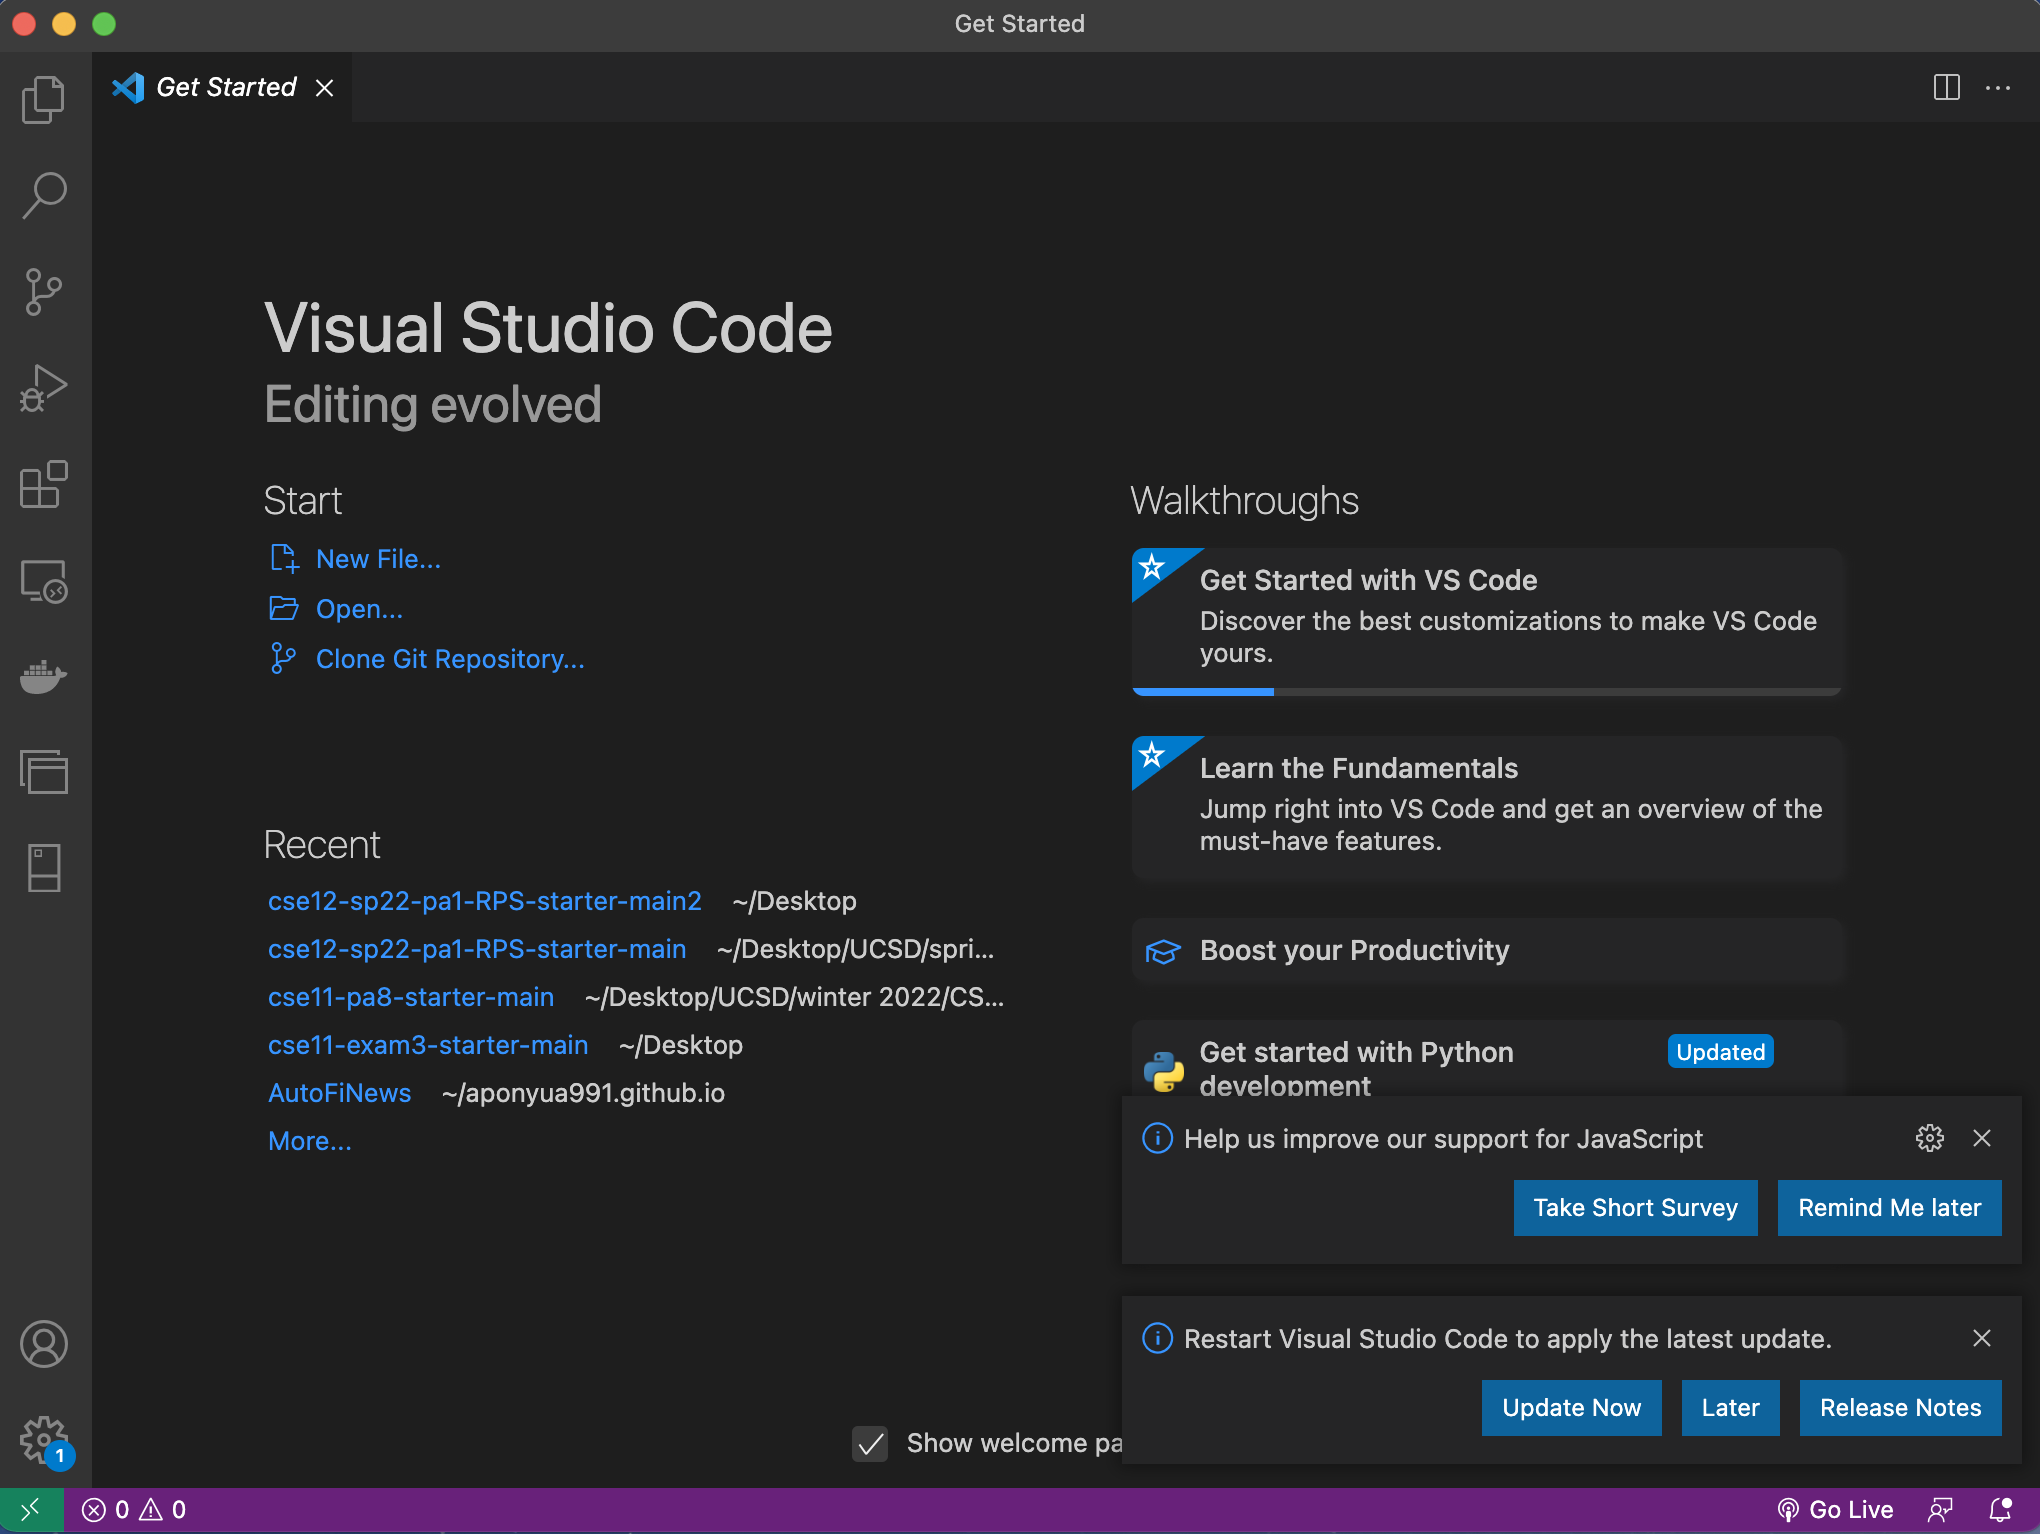 Get Started
Get Started
Visual Studio Code
Editing evolved
Start
New File...
Open...
Clone Git Repository...
Recent
cse12-sp22-pa1-RPS-starter-main2 ~/Desktop
cse12-sp22-pa1-RPS-starter-main ~/Desktop/UCSD/spri...
cse11-pa8-starter-main ~/Desktop/UCSD/winter 2022/CS...
cse11-exam3-starter-main ~/Desktop
AutoFiNews ~/aponyua991.github.io
More...
Walkthroughs
Get Started with VS Code
Discover the best customizations to make VS Code
yours.
Learn the Fundamentals
Jump right into VS Code and get an overview of the
must-have features.
Boost your Productivity
Get started with Python Updated
development
Help us improve our support for JavaScript
Take Short Survey Remind Me later
Restart Visual Studio Code to apply the latest update.
Update Now Later Release Notes
Show welcome pa
1
0 0
Go Live